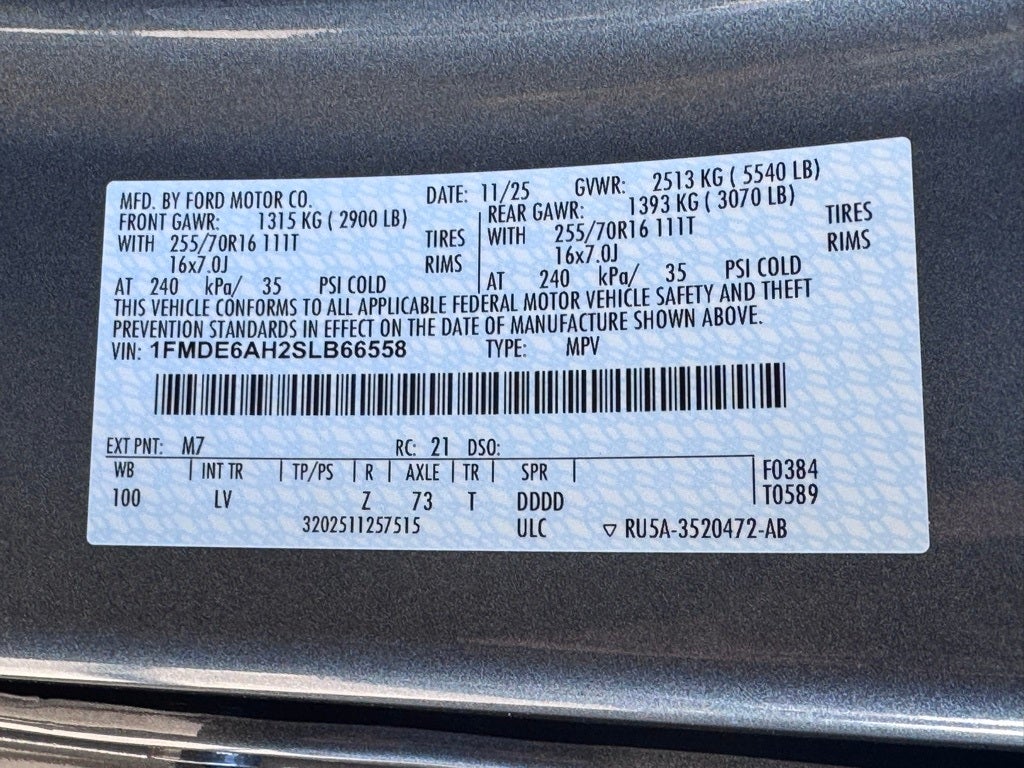 MFD. BY FORD MOTOR CO. DATE: 11/25 GVWR: 2513 KG ( 5540 LB)
FRONT GAWR: 1315 KG ( 2900 LB) REAR GAWR: 1393 KG ( 3070 LB)
WITH 255/70R16 111T TIRES WITH 255/70R16 111T TIRES
16x7.0J RIMS 16x7.0J RIMS
AT 240 kPa/ 35 PSI COLD AT 240 kPa/ 35 PSI COLD
THIS VEHICLE CONFORMS TO ALL APPLICABLE FEDERAL MOTOR VEHICLE SAFETY AND THEFT
PREVENTION STANDARDS IN EFFECT ON THE DATE OF MANUFACTURE SHOWN ABOVE.
VIN: 1FMDE6AH2SLB66558 TYPE: MPV
EXT PNT: M7 RC: 21 DSO:
WB INT TR TP/PS R AXLE TR SPR F0384
100 LV Z 73 T DDDD T0589
3202511257515 ULC ▽ RU5A-3520472-AB